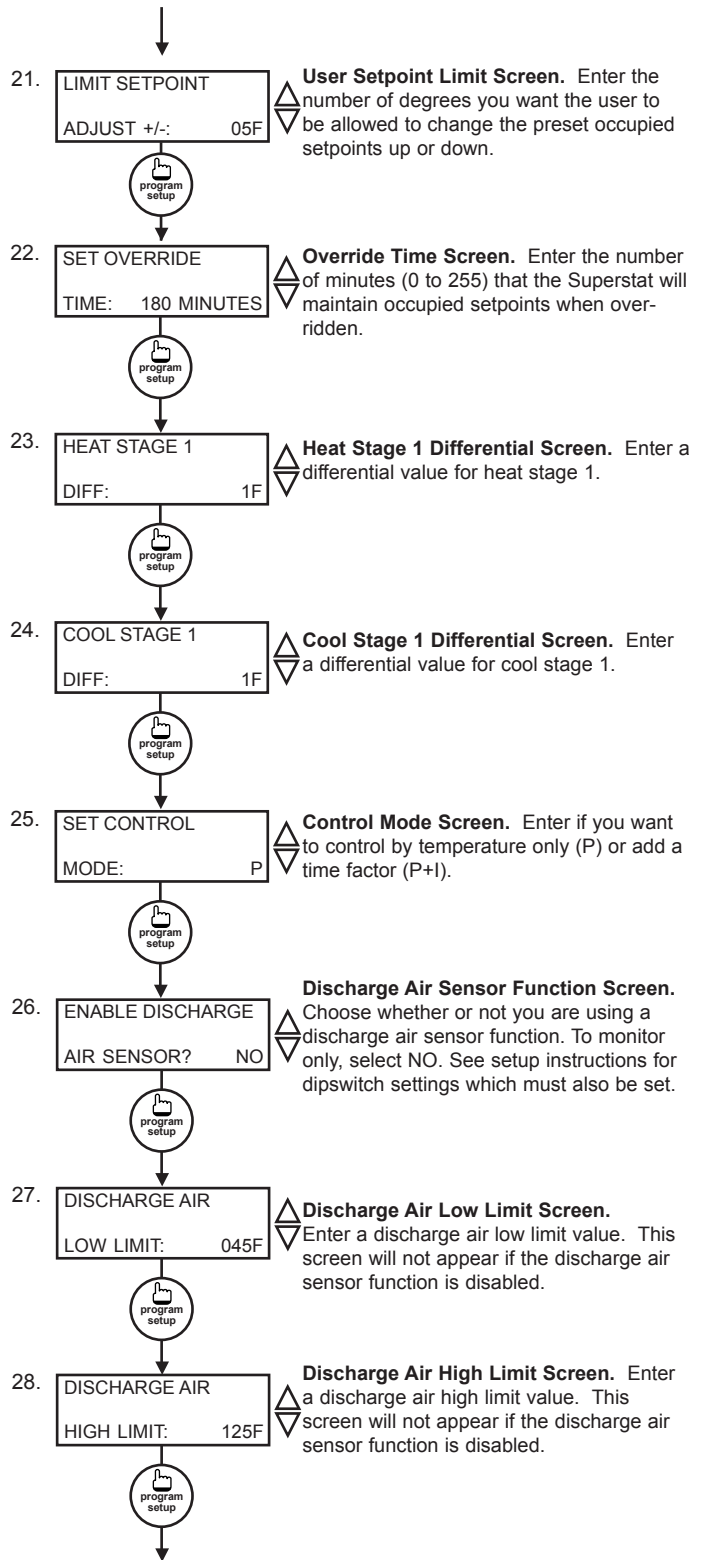 21.
LIMIT SETPOINT
ADJUST +/-: 05F
User Setpoint Limit Screen. Enter the
number of degrees you want the user to
be allowed to change the preset occupied
setpoints up or down.
program
setup
22.
SET OVERRIDE
TIME: 180 MINUTES
Override Time Screen. Enter the number
of minutes (0 to 255) that the Superstat will
maintain occupied setpoints when over-
ridden.
program
setup
23.
HEAT STAGE 1
DIFF: 1F
Heat Stage 1 Differential Screen. Enter a
differential value for heat stage 1.
program
setup
24.
COOL STAGE 1
DIFF: 1F
Cool Stage 1 Differential Screen. Enter
a differential value for cool stage 1.
program
setup
25.
SET CONTROL
MODE: P
Control Mode Screen. Enter if you want
to control by temperature only (P) or add a
time factor (P+I).
program
setup
26.
ENABLE DISCHARGE
AIR SENSOR? NO
Discharge Air Sensor Function Screen.
Choose whether or not you are using a
discharge air sensor function. To monitor
only, select NO. See setup instructions for
dipswitch settings which must also be set.
program
setup
27.
DISCHARGE AIR
LOW LIMIT: 045F
Discharge Air Low Limit Screen.
Enter a discharge air low limit value. This
screen will not appear if the discharge air
sensor function is disabled.
program
setup
28.
DISCHARGE AIR
HIGH LIMIT: 125F
Discharge Air High Limit Screen. Enter
a discharge air high limit value. This
screen will not appear if the discharge air
sensor function is disabled.
program
setup